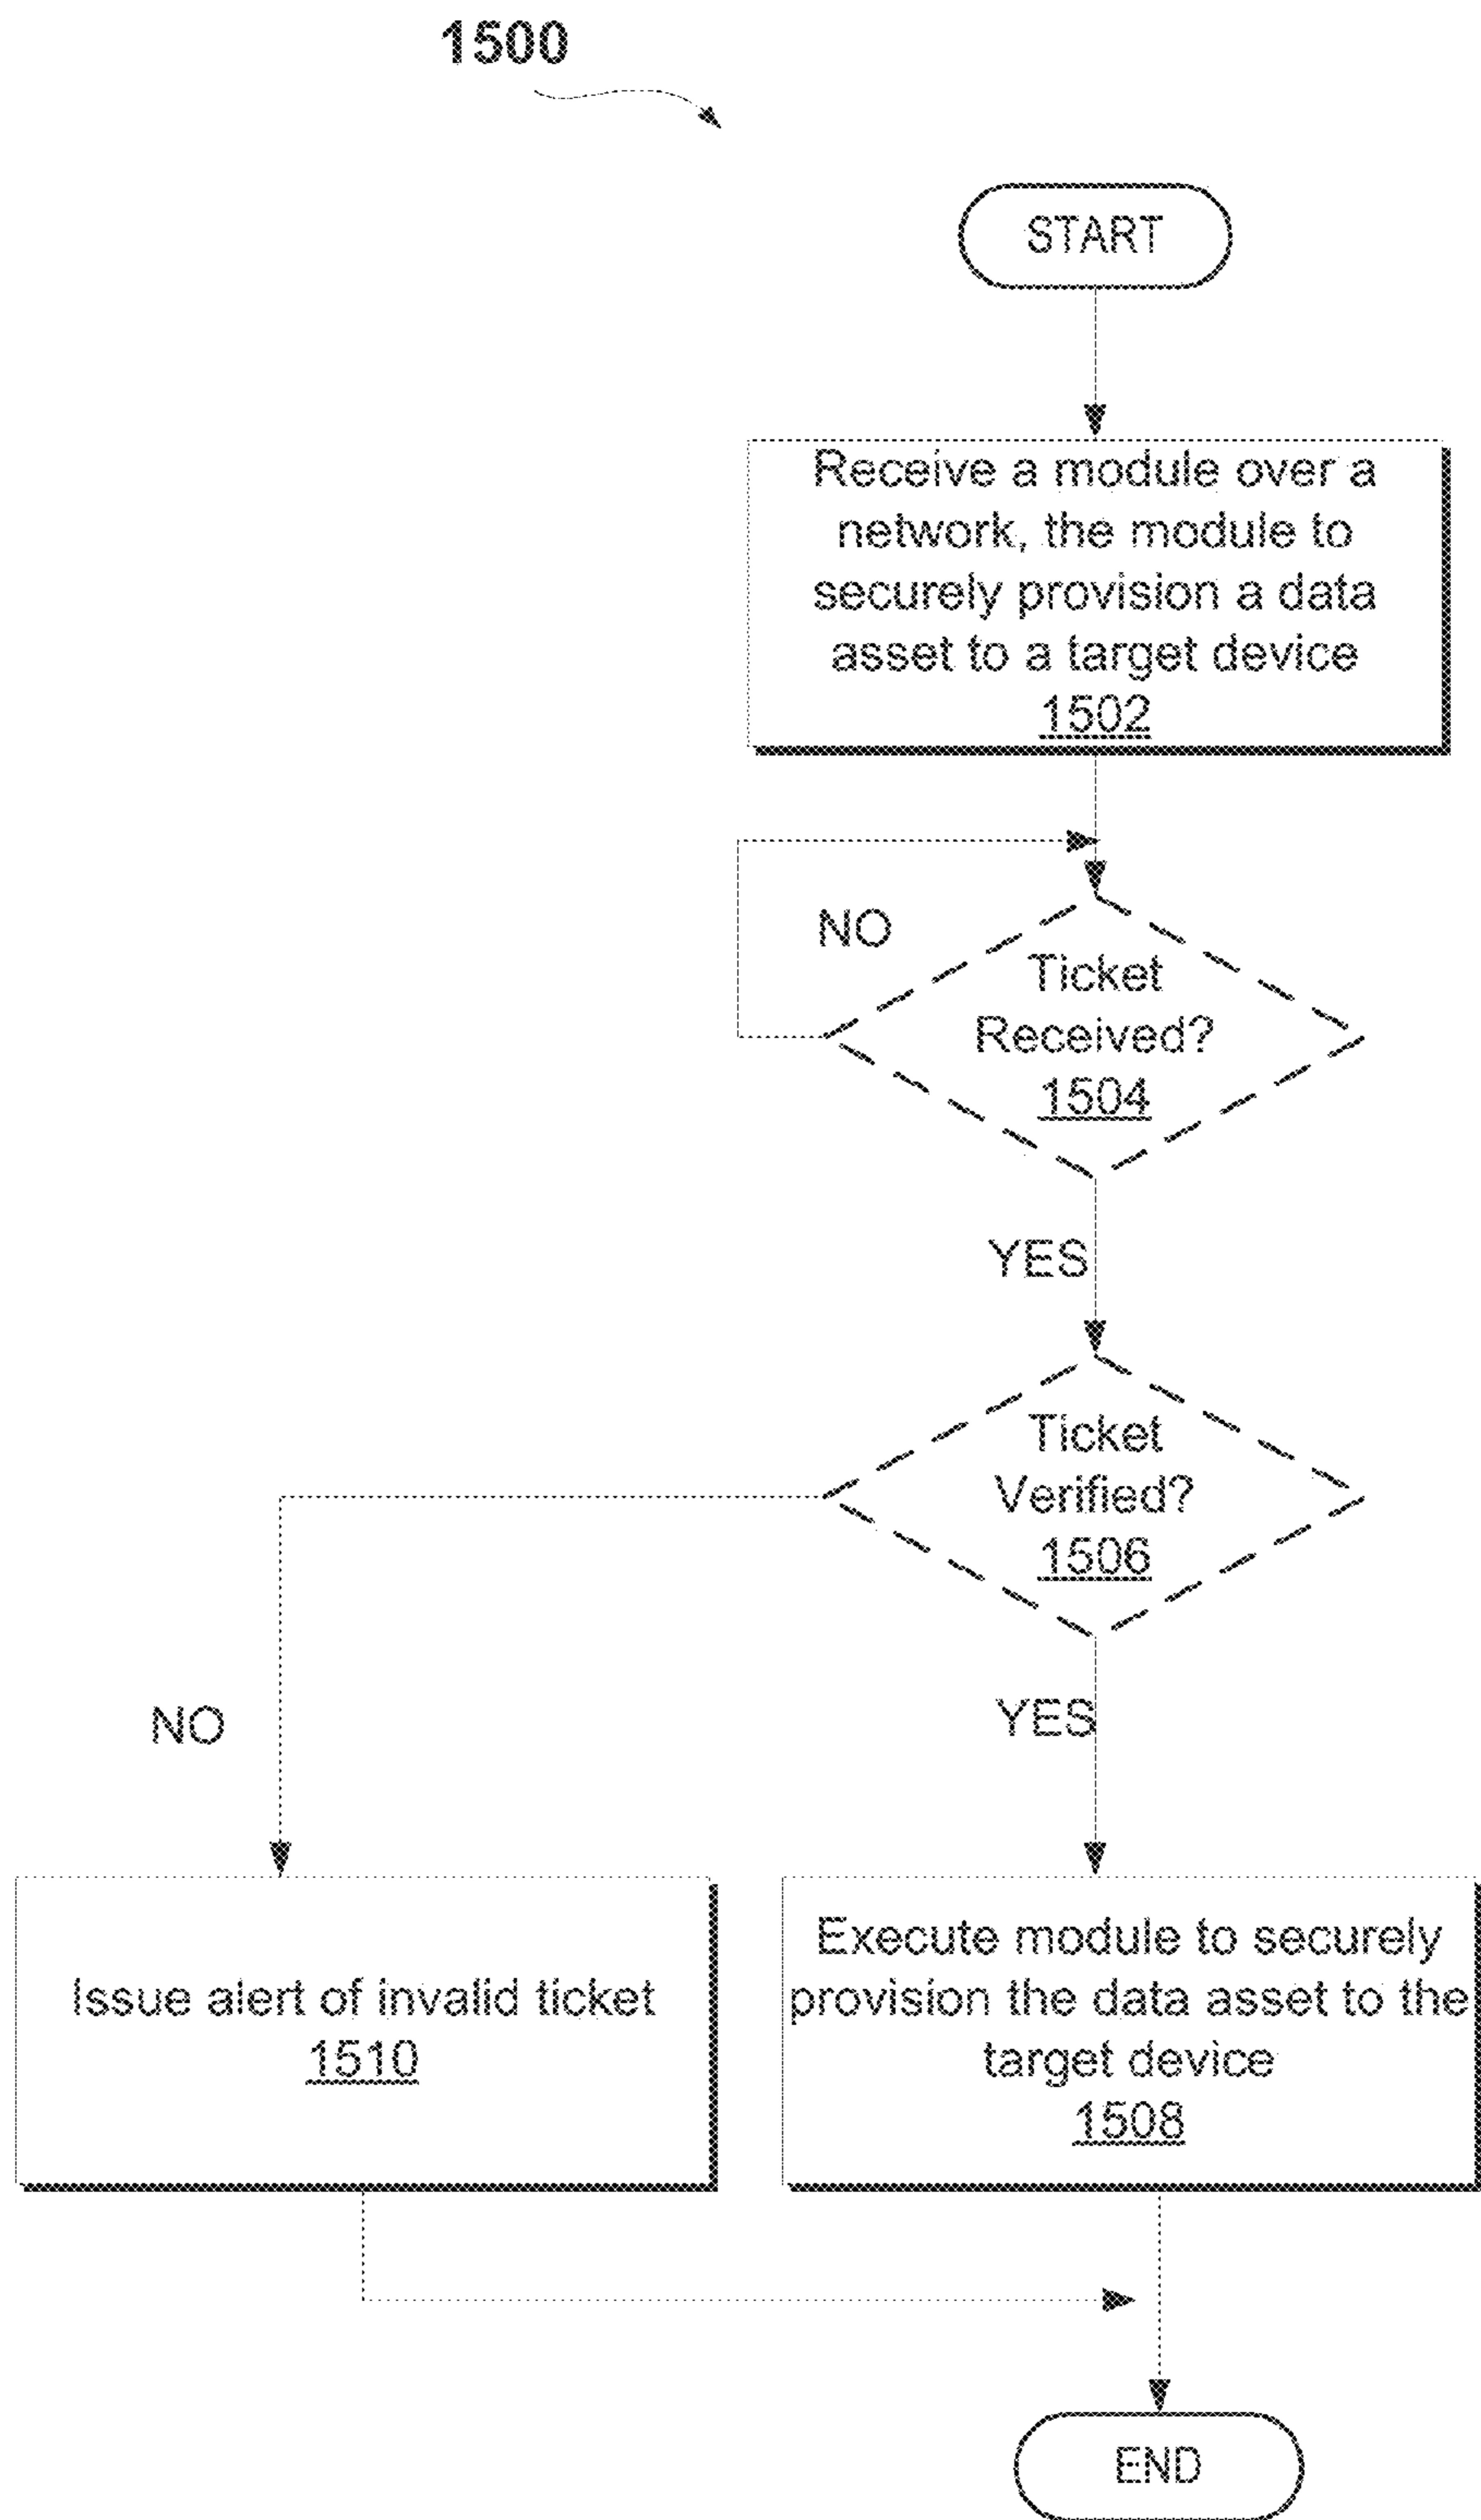 1500
START
Receive a module over a
network, the module to
securely provision a data
asset to a target device
1502
NO
Ticket
Received?
1504
YES
Ticket
Verified?
1506
NO
YES
Issue alert of invalid ticket
1510
Execute module to securely
provision the data asset to the
target device
1508
END